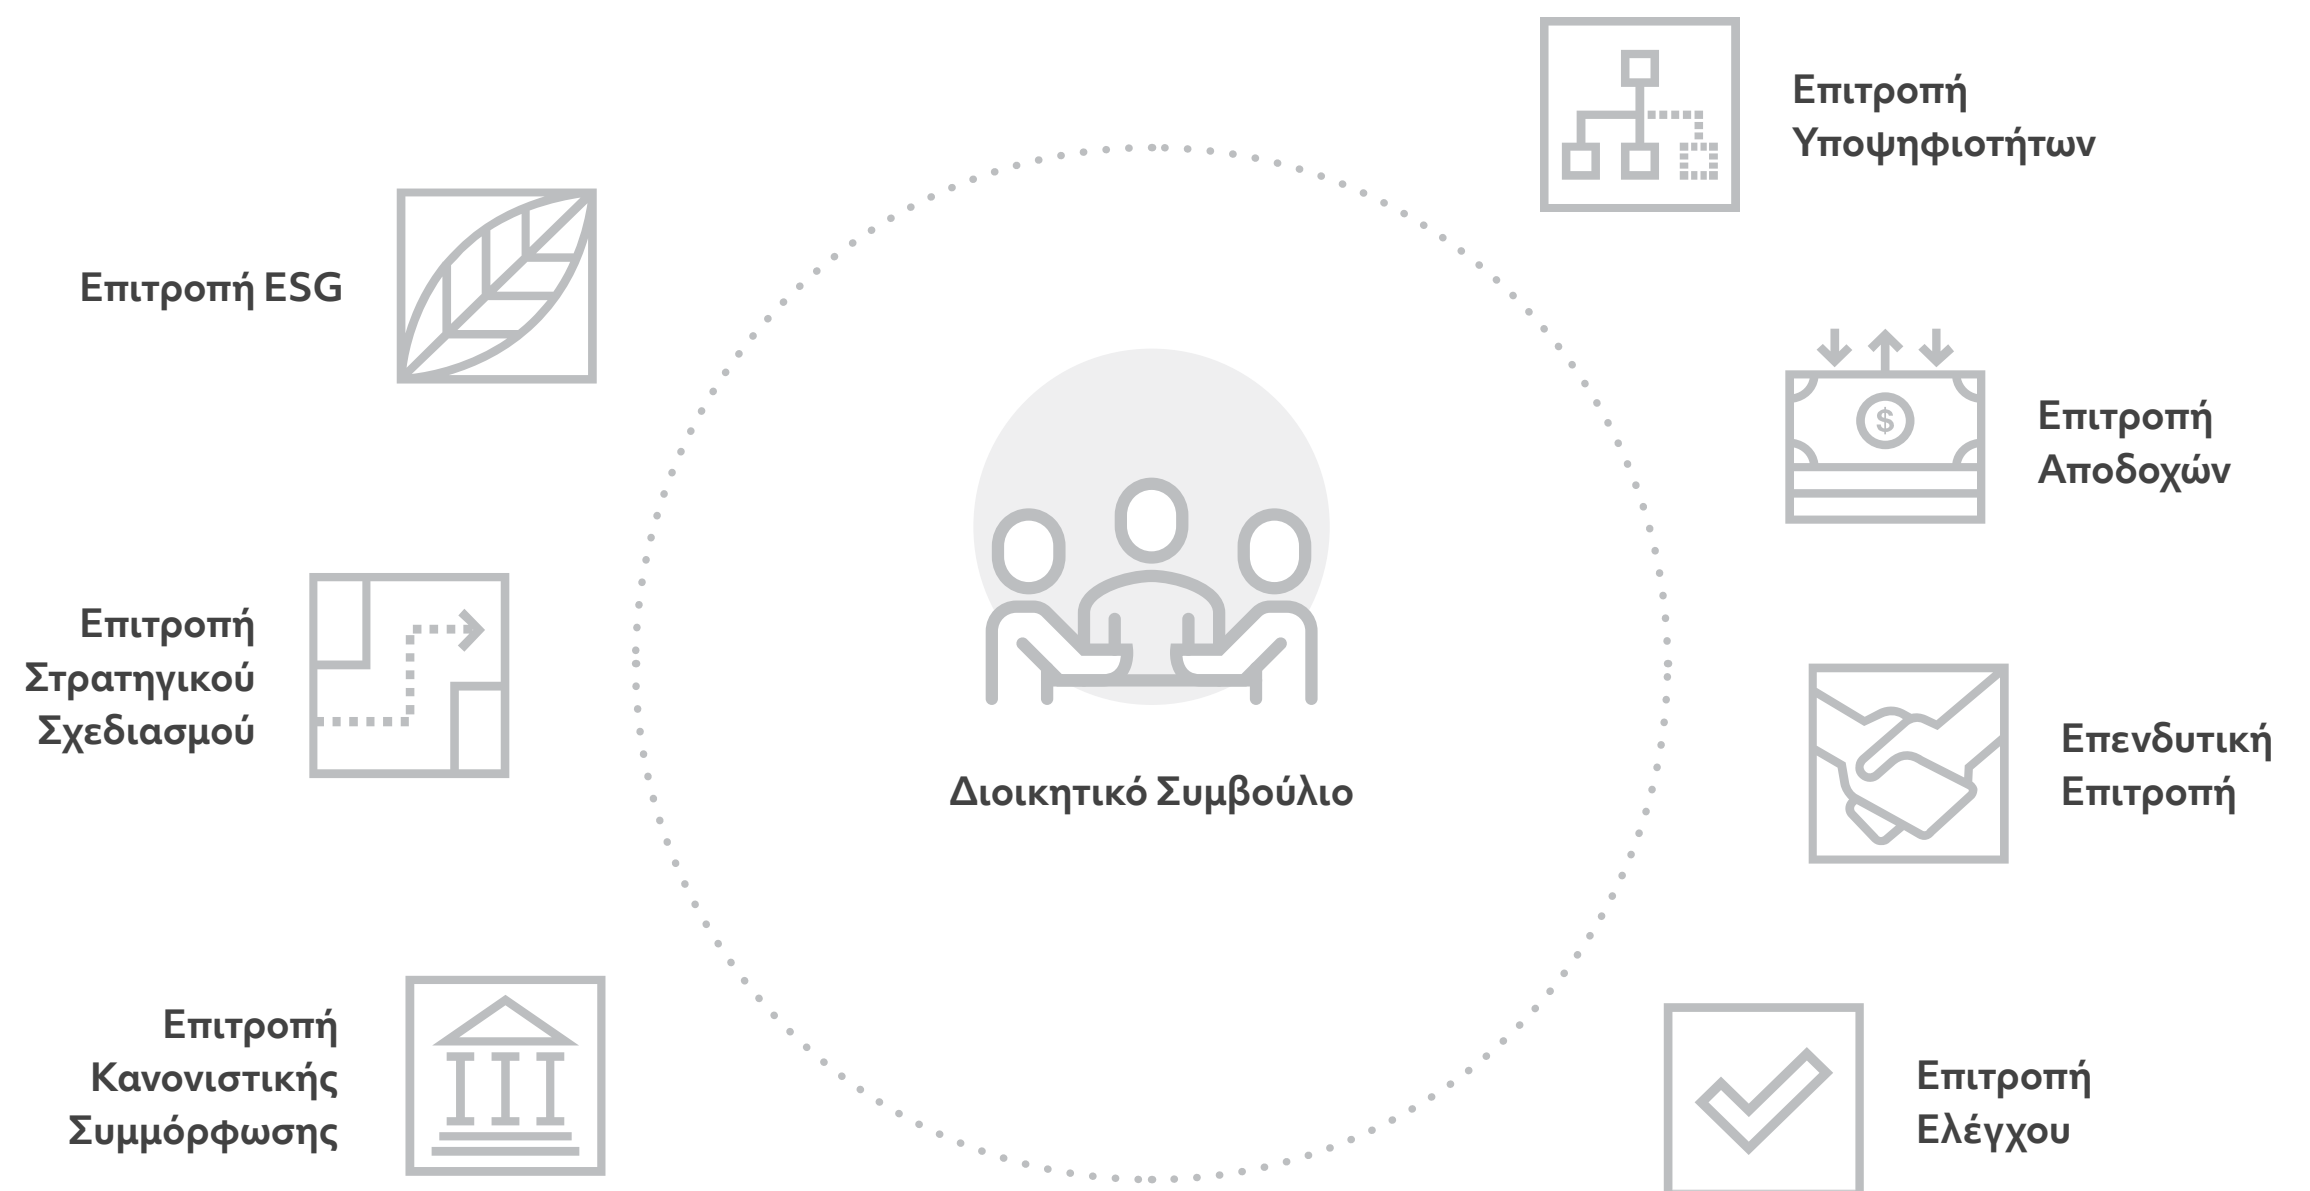 Επιτροπή
Υποψηφιοτήτων
Επιτροπή ESG
Επιτροπή
Αποδοχών
$
Επιτροπή
Στρατηγικού
Σχεδιασμού
Επενδυτική
Επιτροπή
Διοικητικό Συμβούλιο
Επιτροπή
Κανονιστικής
Συμμόρφωσης
Επιτροπή
Ελέγχου